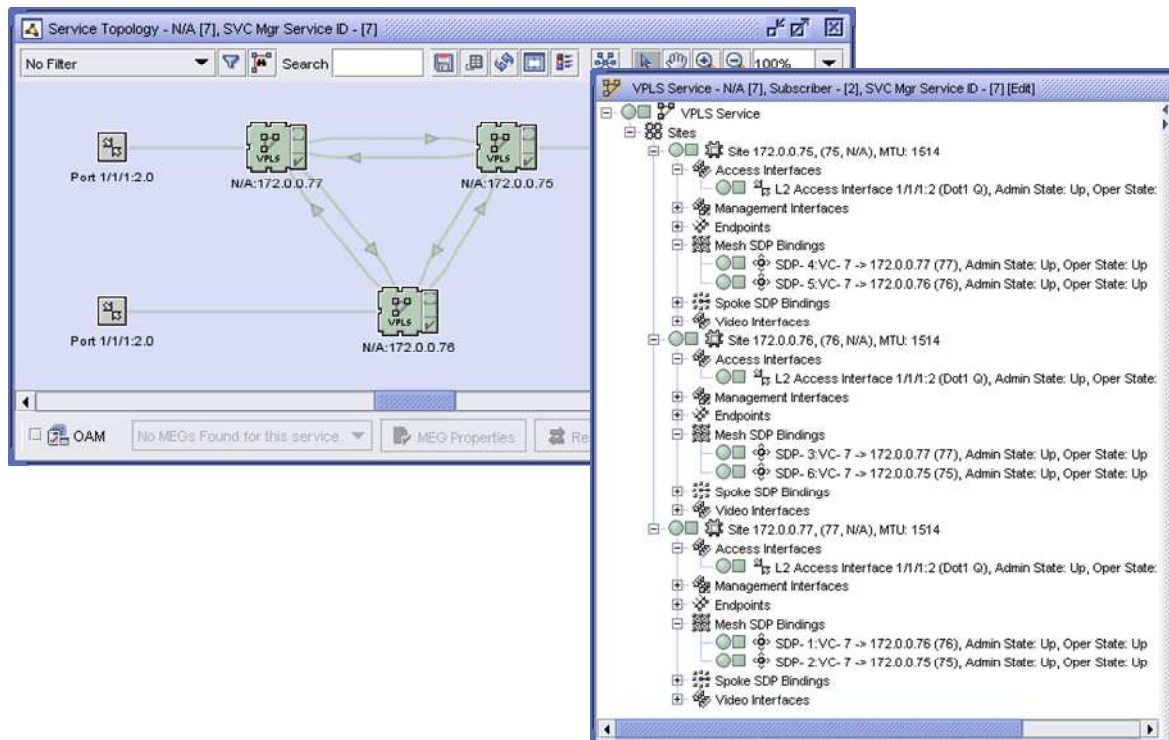 Service Topology - N/A [7], SVC Mgr Service ID - [7]
No Filter
Search
100%
Port 1/1/1:2.0
VPLS
N/A:172.0.0.77
VPLS
N/A:172.0.0.75
Port 1/1/1:2.0
VPLS
N/A:172.0.0.76
OAM
No MEGs Found for this service.
MEG Properties
Re
VPLS Service - N/A [7], Subscriber - [2], SVC Mgr Service ID - [7] [Edit]
VPLS Service
Sites
Site 172.0.0.75, (75, N/A), MTU: 1514
Access Interfaces
L2 Access Interface 1/1/1:2 (Dot1 Q), Admin State: Up, Oper State:
Management Interfaces
Endpoints
Mesh SDP Bindings
SDP- 4:VC- 7 -> 172.0.0.77 (77), Admin State: Up, Oper State: Up
SDP- 5:VC- 7 -> 172.0.0.76 (76), Admin State: Up, Oper State: Up
Spoke SDP Bindings
Video Interfaces
Site 172.0.0.76, (76, N/A), MTU: 1514
Access Interfaces
L2 Access Interface 1/1/1:2 (Dot1 Q), Admin State: Up, Oper State:
Management Interfaces
Endpoints
Mesh SDP Bindings
SDP- 3:VC- 7 -> 172.0.0.77 (77), Admin State: Up, Oper State: Up
SDP- 6:VC- 7 -> 172.0.0.75 (75), Admin State: Up, Oper State: Up
Spoke SDP Bindings
Video Interfaces
Site 172.0.0.77, (77, N/A), MTU: 1514
Access Interfaces
L2 Access Interface 1/1/1:2 (Dot1 Q), Admin State: Up, Oper State:
Management Interfaces
Endpoints
Mesh SDP Bindings
SDP- 1:VC- 7 -> 172.0.0.76 (76), Admin State: Up, Oper State: Up
SDP- 2:VC- 7 -> 172.0.0.75 (75), Admin State: Up, Oper State: Up
Spoke SDP Bindings
Video Interfaces